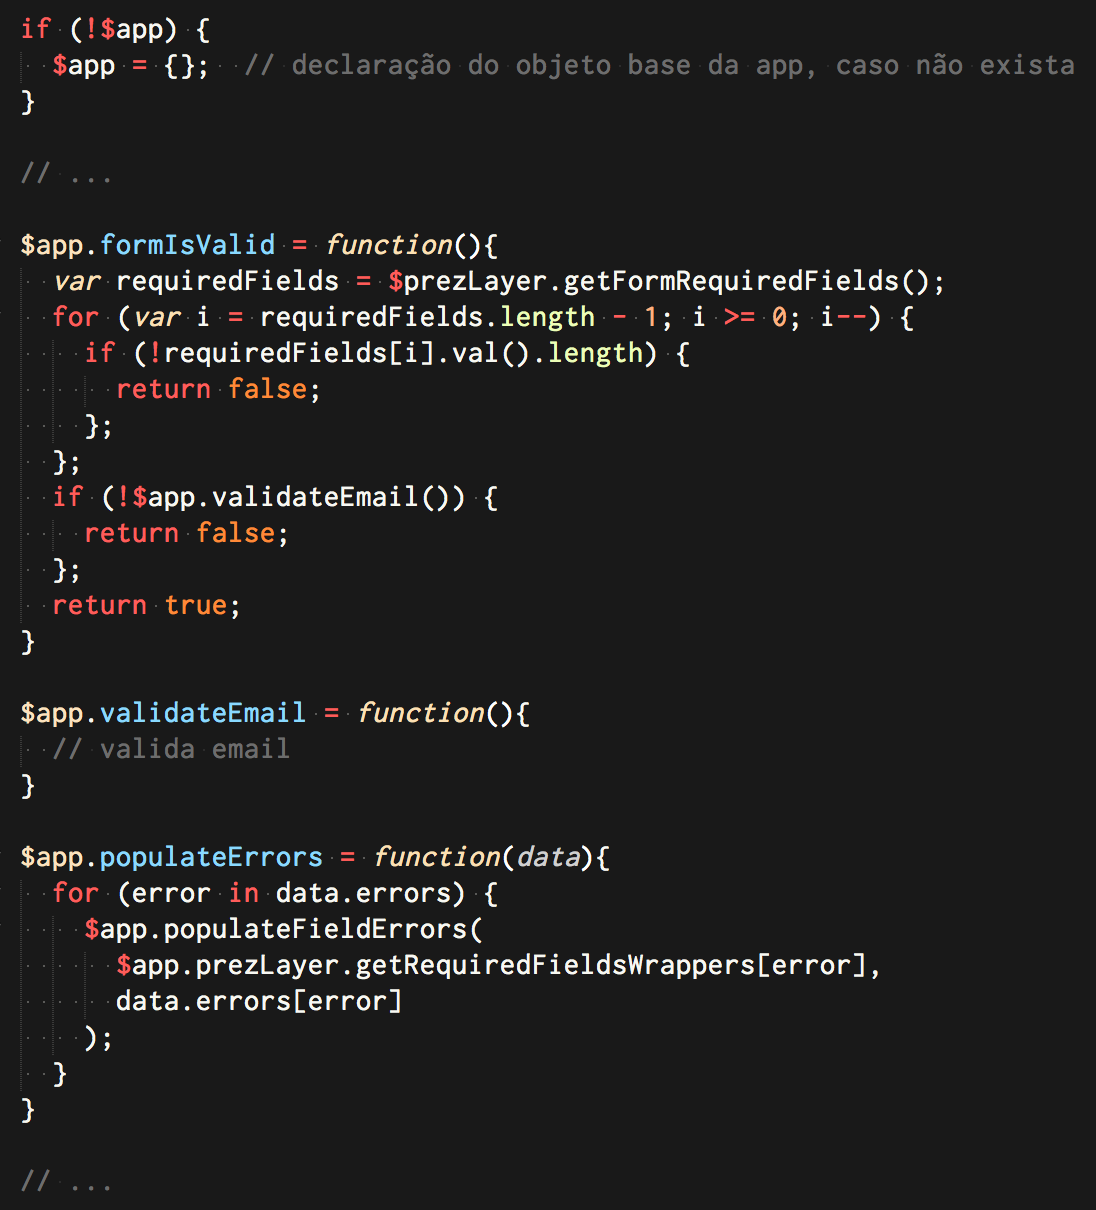 if (!$app) {
  $app = {};  // declaração do objeto base da app, caso não exista
}

// ...

$app.formIsValid = function(){
  var requiredFields = $prezLayer.getFormRequiredFields();
  for (var i = requiredFields.length - 1; i >= 0; i--) {
    if (!requiredFields[i].val().length) {
      return false;
    };
  };
  if (!$app.validateEmail()) {
    return false;
  };
  return true;
}

$app.validateEmail = function(){
  // valida email
}

$app.populateErrors = function(data){
  for (error in data.errors) {
    $app.populateFieldErrors(
      $app.prezLayer.getRequiredFieldsWrappers[error],
      data.errors[error]
    );
  }
}

// ...